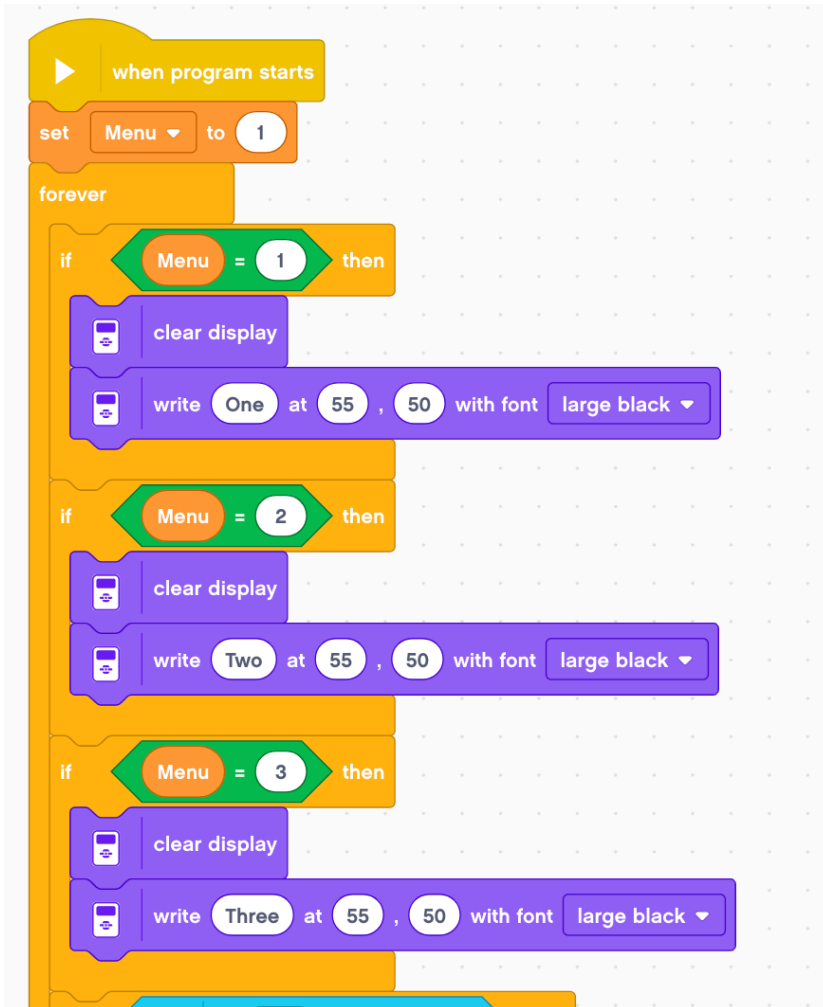 when program starts
set Menu to 1
forever
if Menu = 1 then
clear display
write One at 55 , 50 with font large black
if Menu = 2 then
clear display
write Two at 55 , 50 with font large black
if Menu = 3 then
clear display
write Three at 55 , 50 with font large black